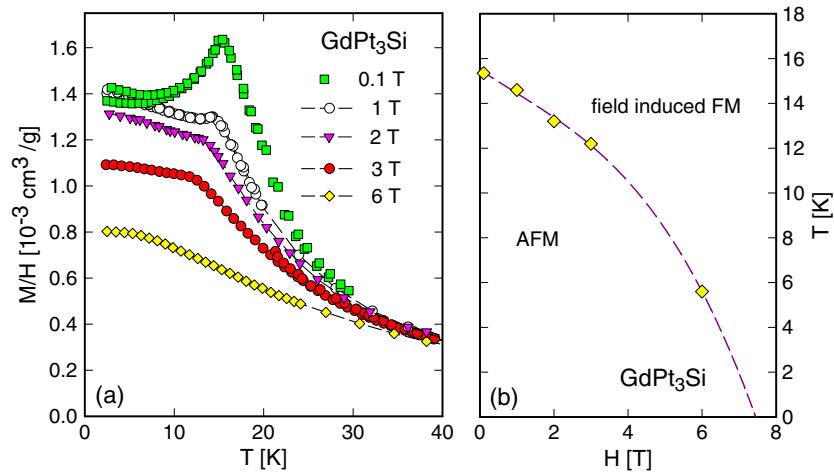 GdPt3Si
0.1 T
1 T
2 T
3 T
6 T
M/H [10-3 cm3/g]
1.6
1.4
1.2
1.0
0.8
0.6
0.4
0.2
0.0
0
10
20
30
40
T [K]
(a)
field induced FM
AFM
GdPt3Si
(b)
18
16
14
12
10
8
6
4
2
0
T [K]
0
2
4
6
8
H [T]